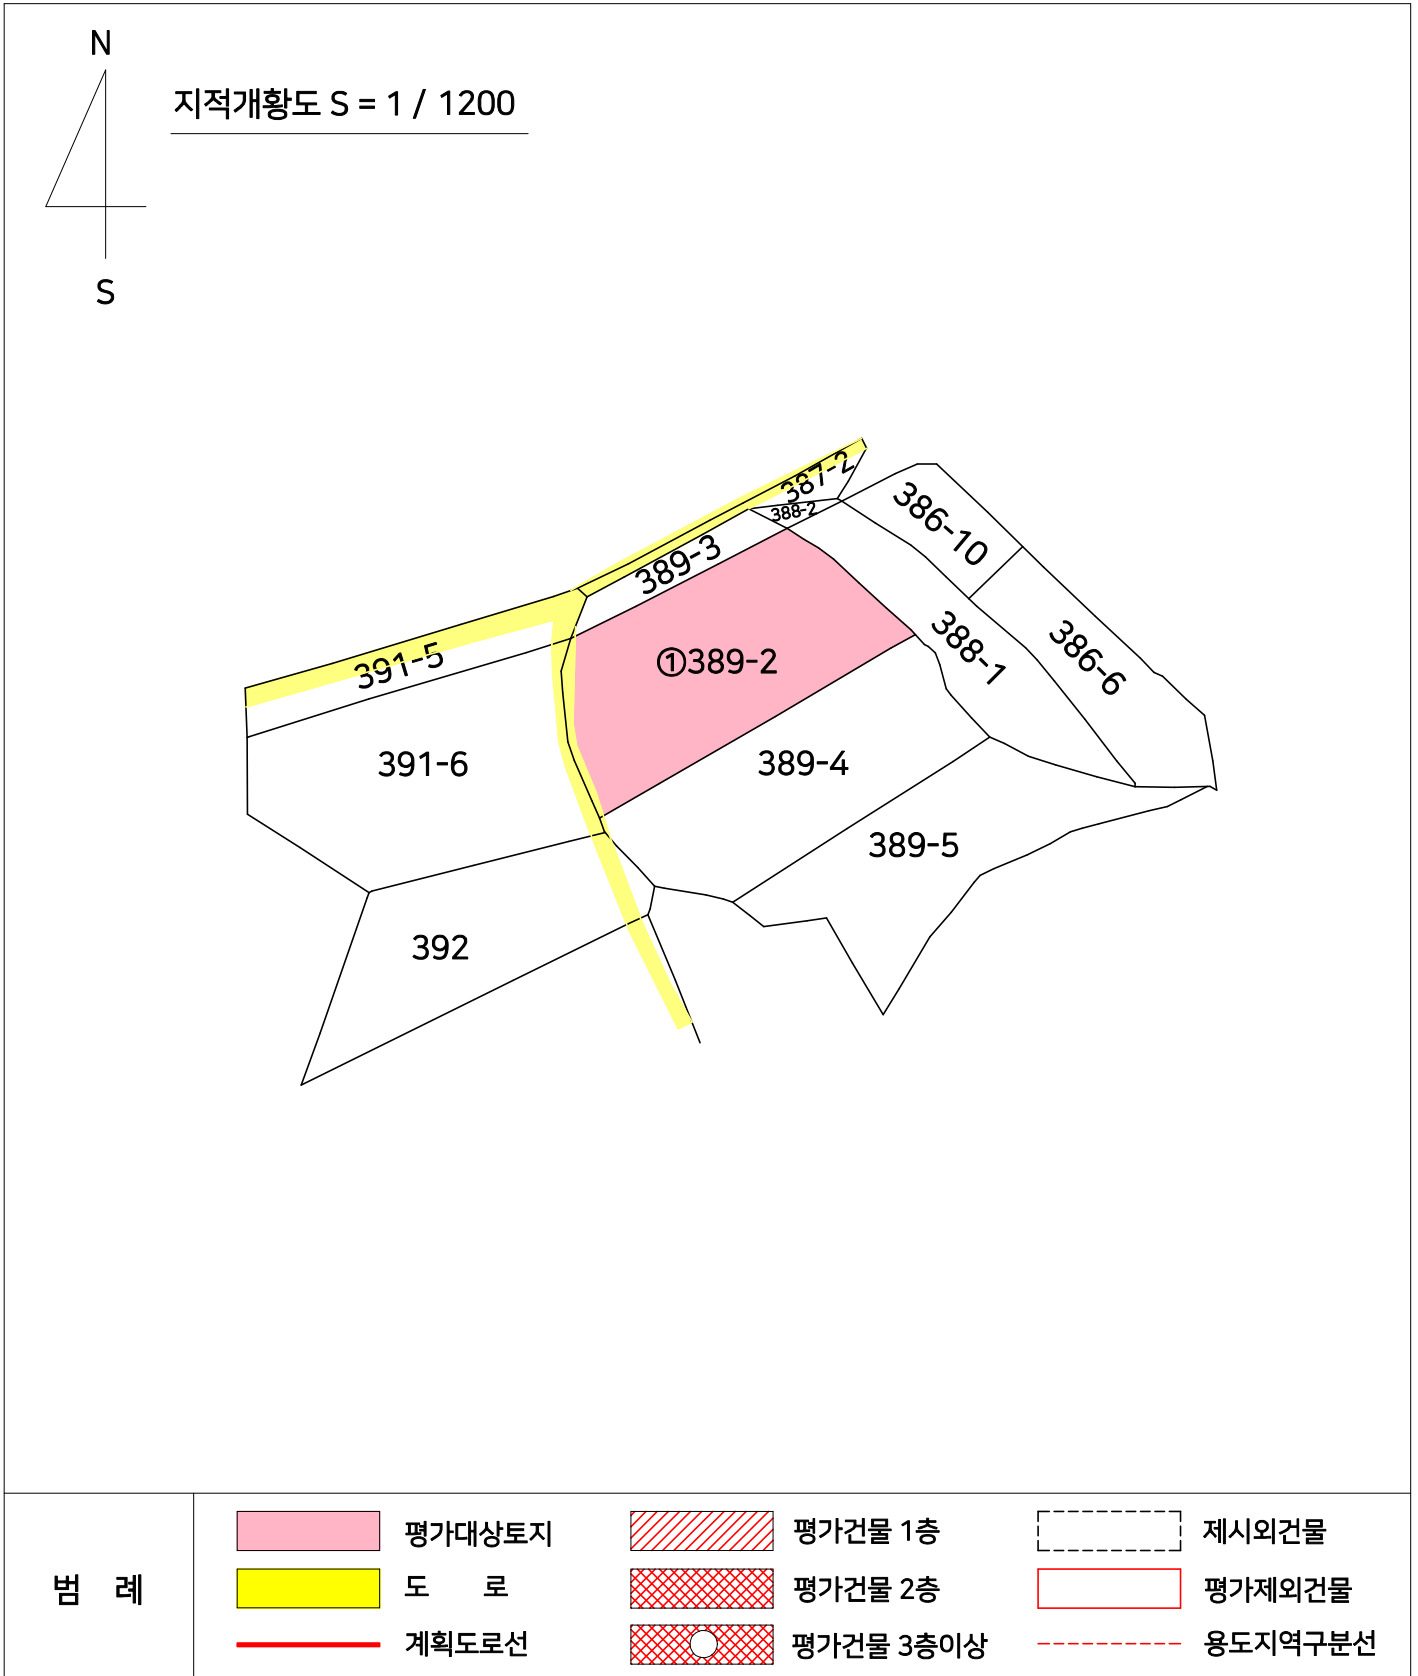 N
지적개황도 S = 1 / 1200
S
387-2
388-2
386-10
389-3
388-1
386-6
391-5
①389-2
391-6
389-4
389-5
392
범 례
평가대상토지
평가건물 1층
제시외건물
도 로
평가건물 2층
평가제외건물
계획도로선
평가건물 3층이상
용도지역구분선